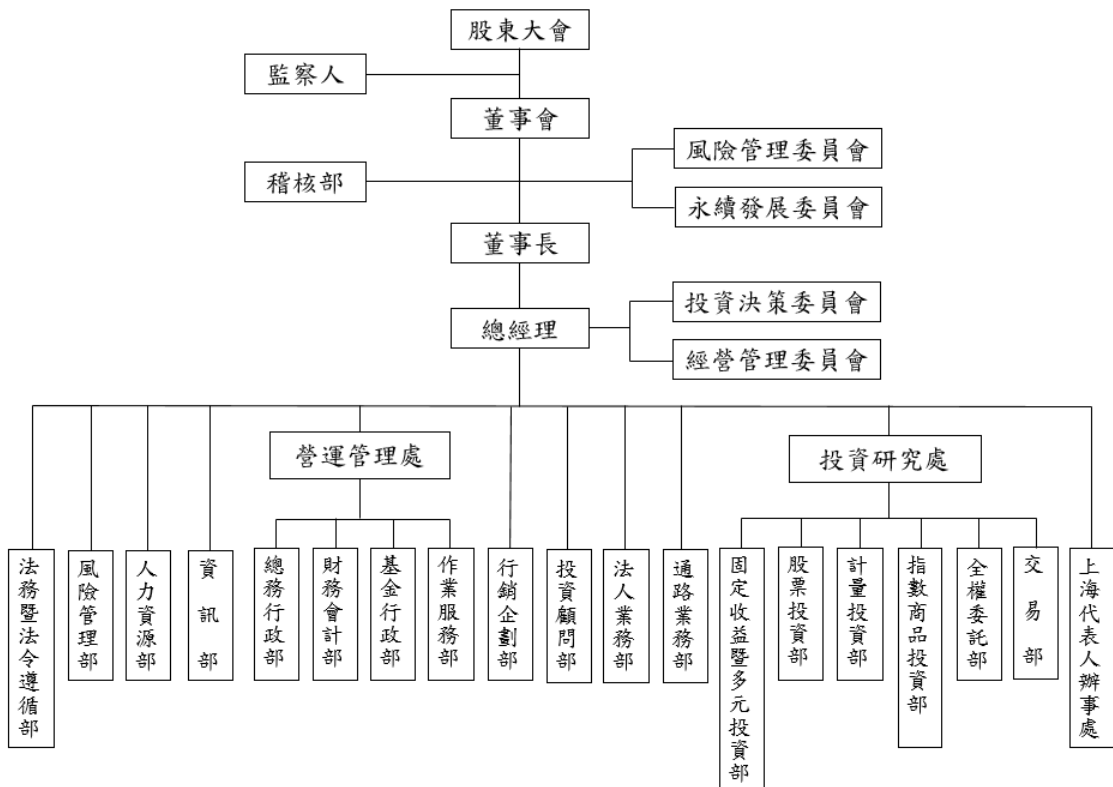 股東大會
監察人
董事會
風險管理委員會
稽核部
永續發展委員會
董事長
投資決策委員會
總經理
經營管理委員會
營運管理處
投資研究處
法務暨法令遵循部
風險管理部
人力資源部
資訊部
總務行政部
財務會計部
基金行政部
作業服務部
行銷企劃部
投資顧問部
法人業務部
通路業務部
固定收益暨多元投資部
股票投資部
計量投資部
指數商品投資部
全權委託部
交易部
上海代表人辦事處